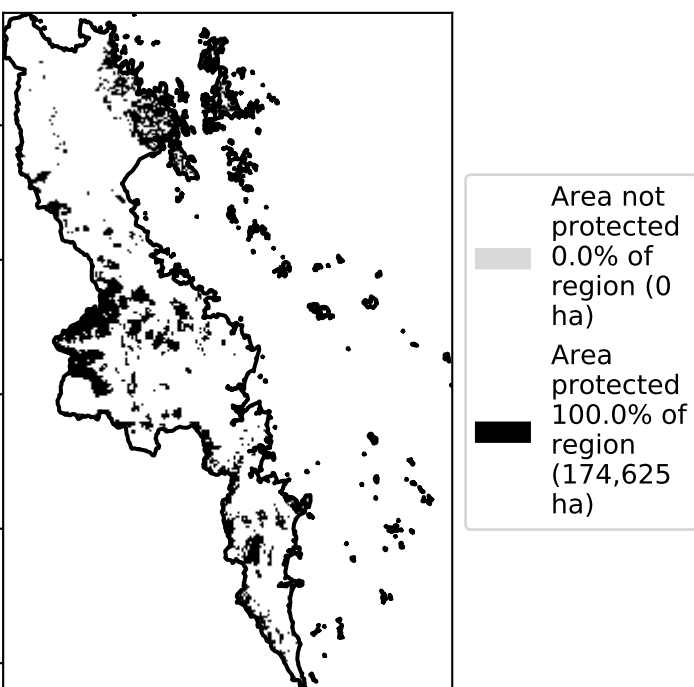 Area not
protected
0.0% of
region (0
ha)
Area
protected
100.0% of
region
(174,625
ha)